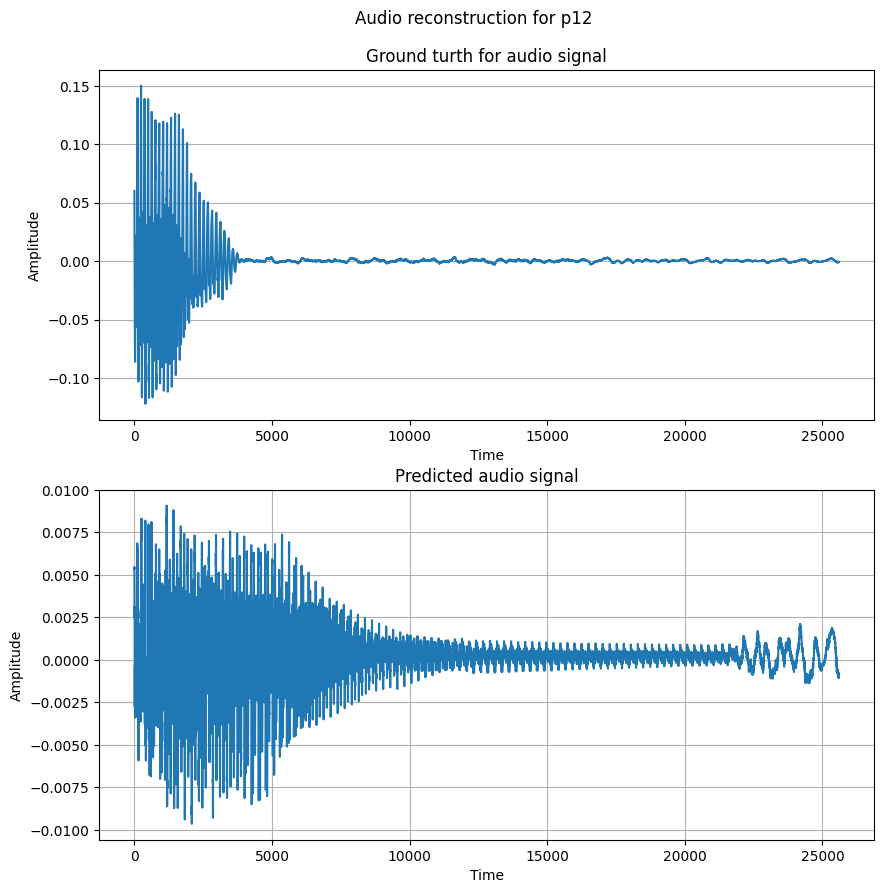 Audio reconstruction for p12
Ground turth for audio signal
0.15
0.10
0.05
0.00
−0.05
−0.10
Amplitude
0 5000 10000 15000 20000 25000
Time
Predicted audio signal
0.0100
0.0075
0.0050
0.0025
0.0000
−0.0025
−0.0050
−0.0075
−0.0100
Amplitude
0 5000 10000 15000 20000 25000
Time